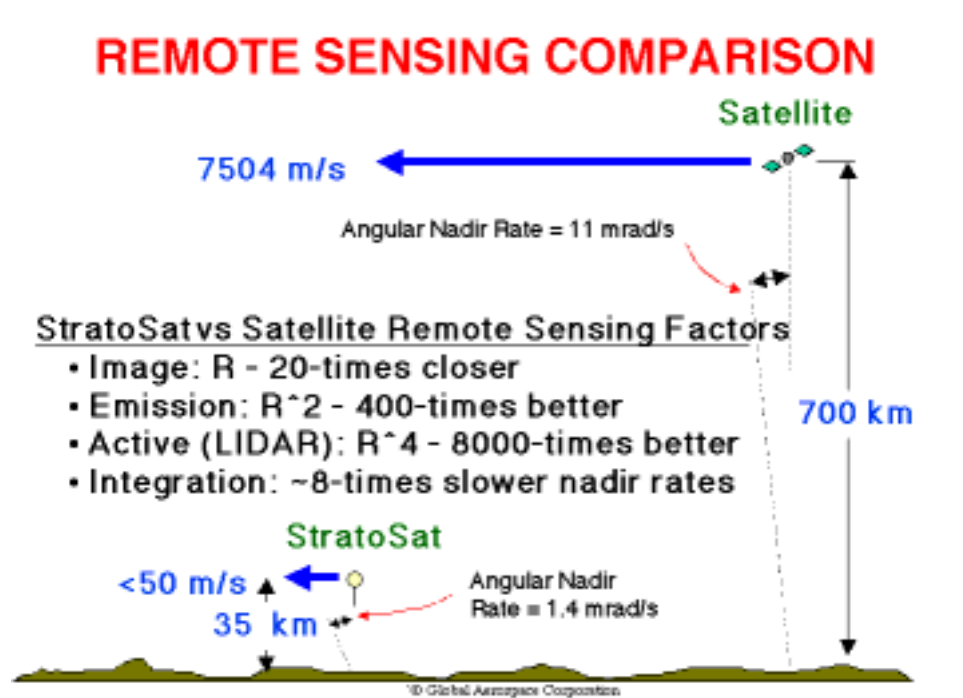 REMOTE SENSING COMPARISON
Satellite
7504 m/s
Angular Nadir Rate = 11 mrad/s
StratoSat vs Satellite Remote Sensing Factors
• Image: R - 20-times closer
• Emission: R^2 - 400-times better
• Active (LIDAR): R^4 - 8000-times better
• Integration: ~8-times slower nadir rates
700 km
StratoSat
<50 m/s
35 km
Angular Nadir
Rate = 1.4 mrad/s
© Global Aerospace Corporation